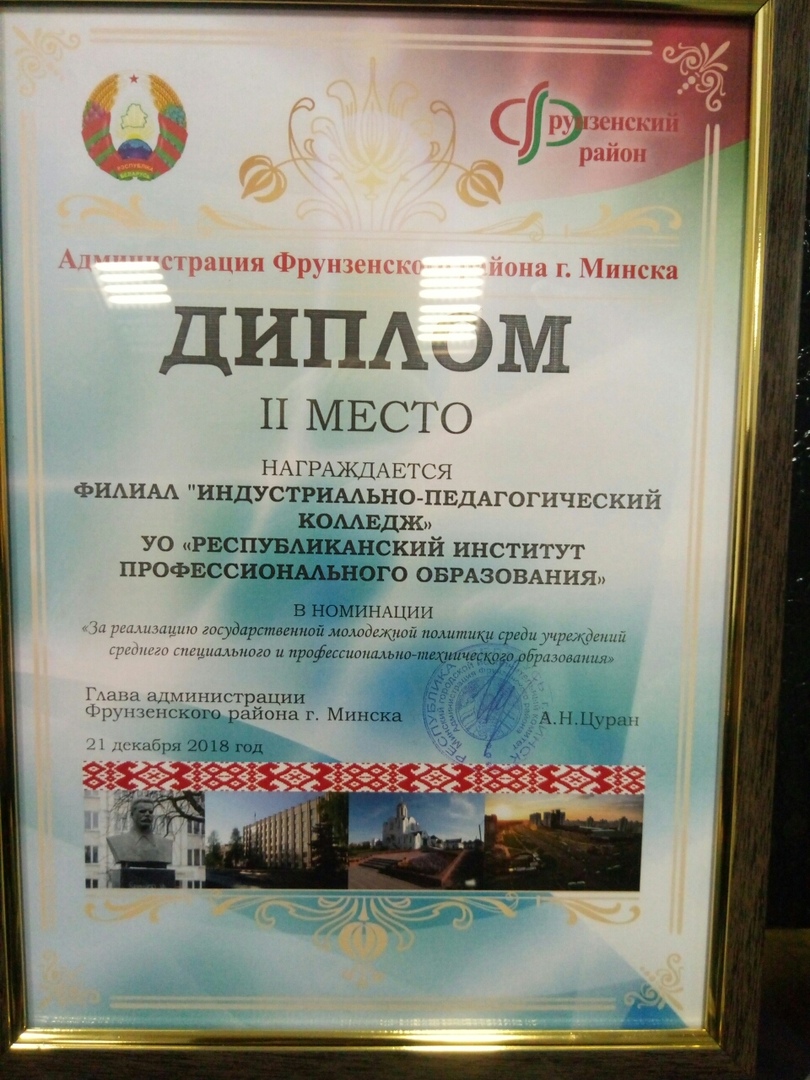 РЭСПУБЛІКА
БЕЛАРУСЬ
Фрунзенский
район
Администрация Фрунзенского района г. Минска
ДИПЛОМ
II МЕСТО
НАГРАЖДАЕТСЯ
ФИЛИАЛ "ИНДУСТРИАЛЬНО-ПЕДАГОГИЧЕСКИЙ
КОЛЛЕДЖ»
УО «РЕСПУБЛИКАНСКИЙ ИНСТИТУТ
ПРОФЕССИОНАЛЬНОГО ОБРАЗОВАНИЯ»
В НОМИНАЦИИ
«За реализацию государственной молодежной политики среди учреждений
среднего специального и профессионально-технического образования»
Глава администрации
Фрунзенского района г. Минска
А.Н.Цуран
21 декабря 2018 год